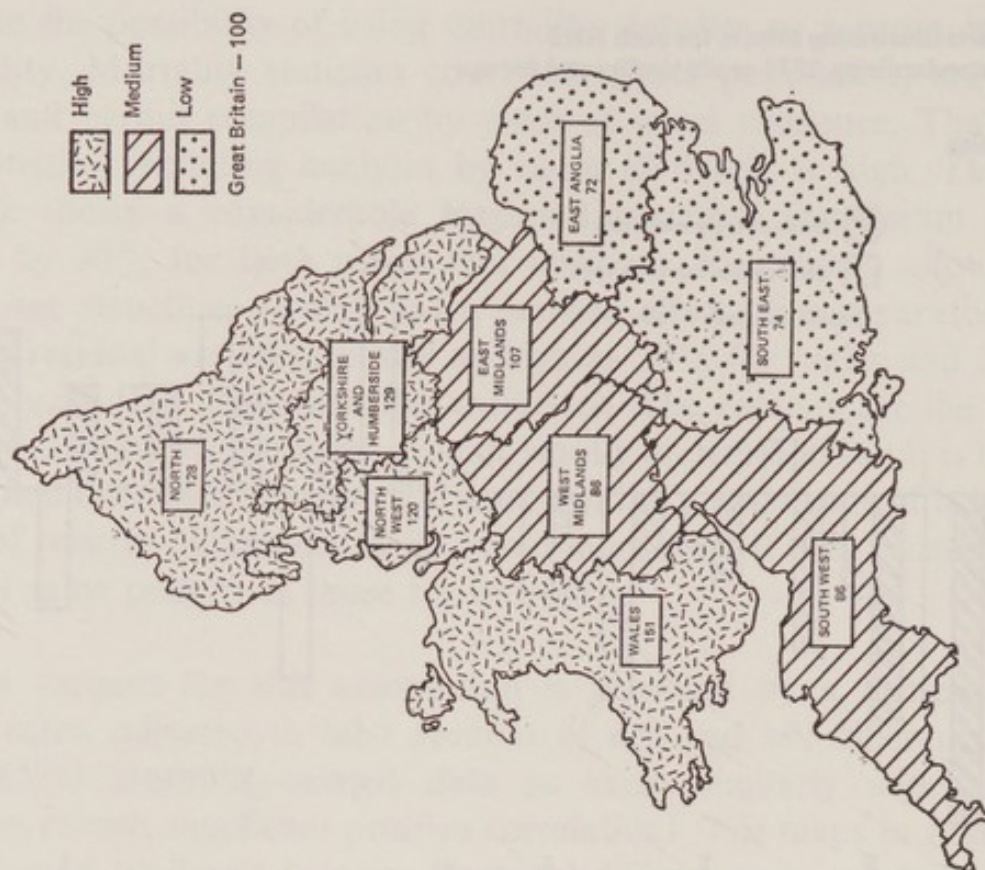 High
Medium
Low
Great Britain — 100
NORTH
128
YORKSHIRE
AND
HUMBERSIDE
129
NORTH
WEST
120
EAST
MIDLANDS
107
WEST
MIDLANDS
86
EAST ANGLIA
72
WALES
151
SOUTH EAST
74
SOUTH WEST
86